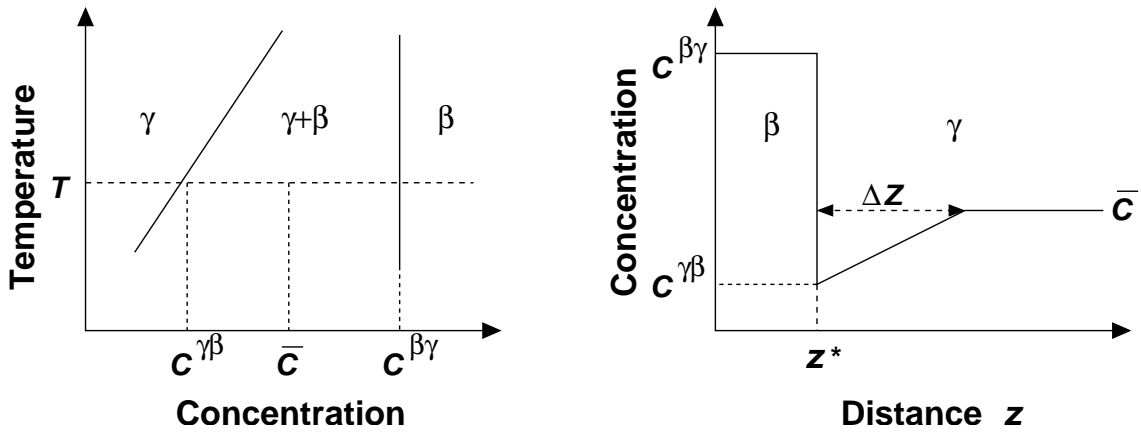 Temperature
γ
γ+β
β
T
C^γβ
C̅
C^βγ
Concentration
Concentration
C^βγ
β
γ
ΔZ
C̅
C^γβ
z*
Distance z